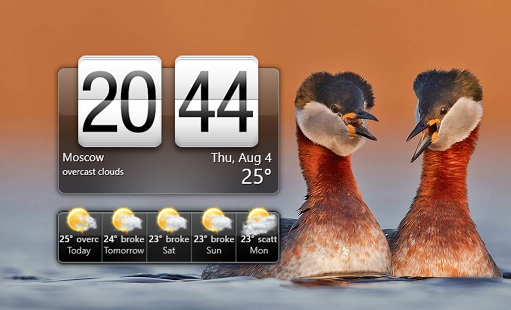 20 44
Moscow
Thu, Aug 4
overcast clouds
25°
25° overc
24° broke
23° broke
23° broke
23° scatt
Today
Tomorrow
Sat
Sun
Mon